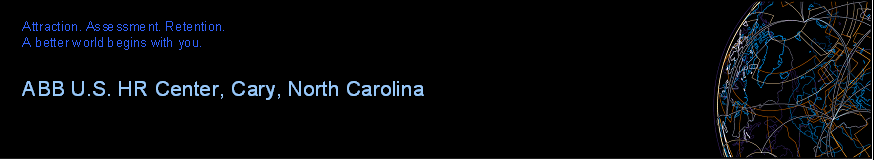 Attraction. Assessment. Retention.
A better world begins with you.
ABB U.S. HR Center, Cary, North Carolina